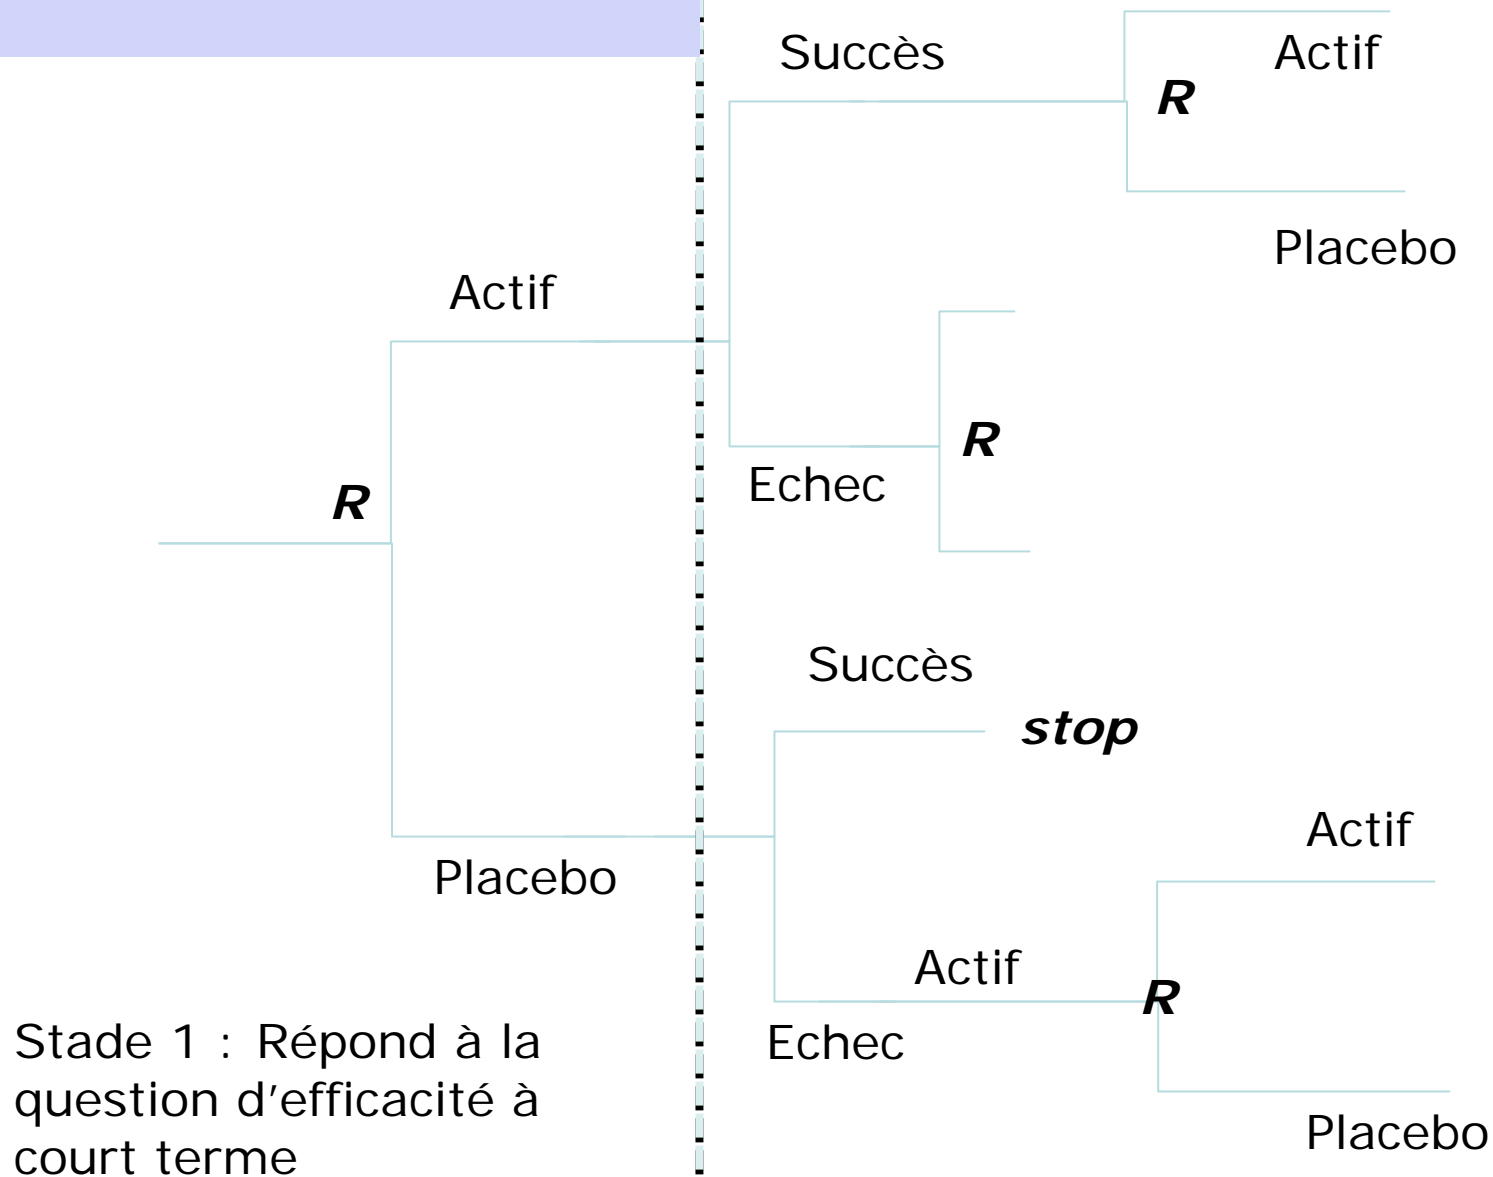 Succès
Actif
R
Placebo
Actif
R
Echec
R
Succès
stop
Actif
Placebo
Actif
R
Echec
Placebo
Stade 1 : Répond à la
question d’efficacité à
court terme